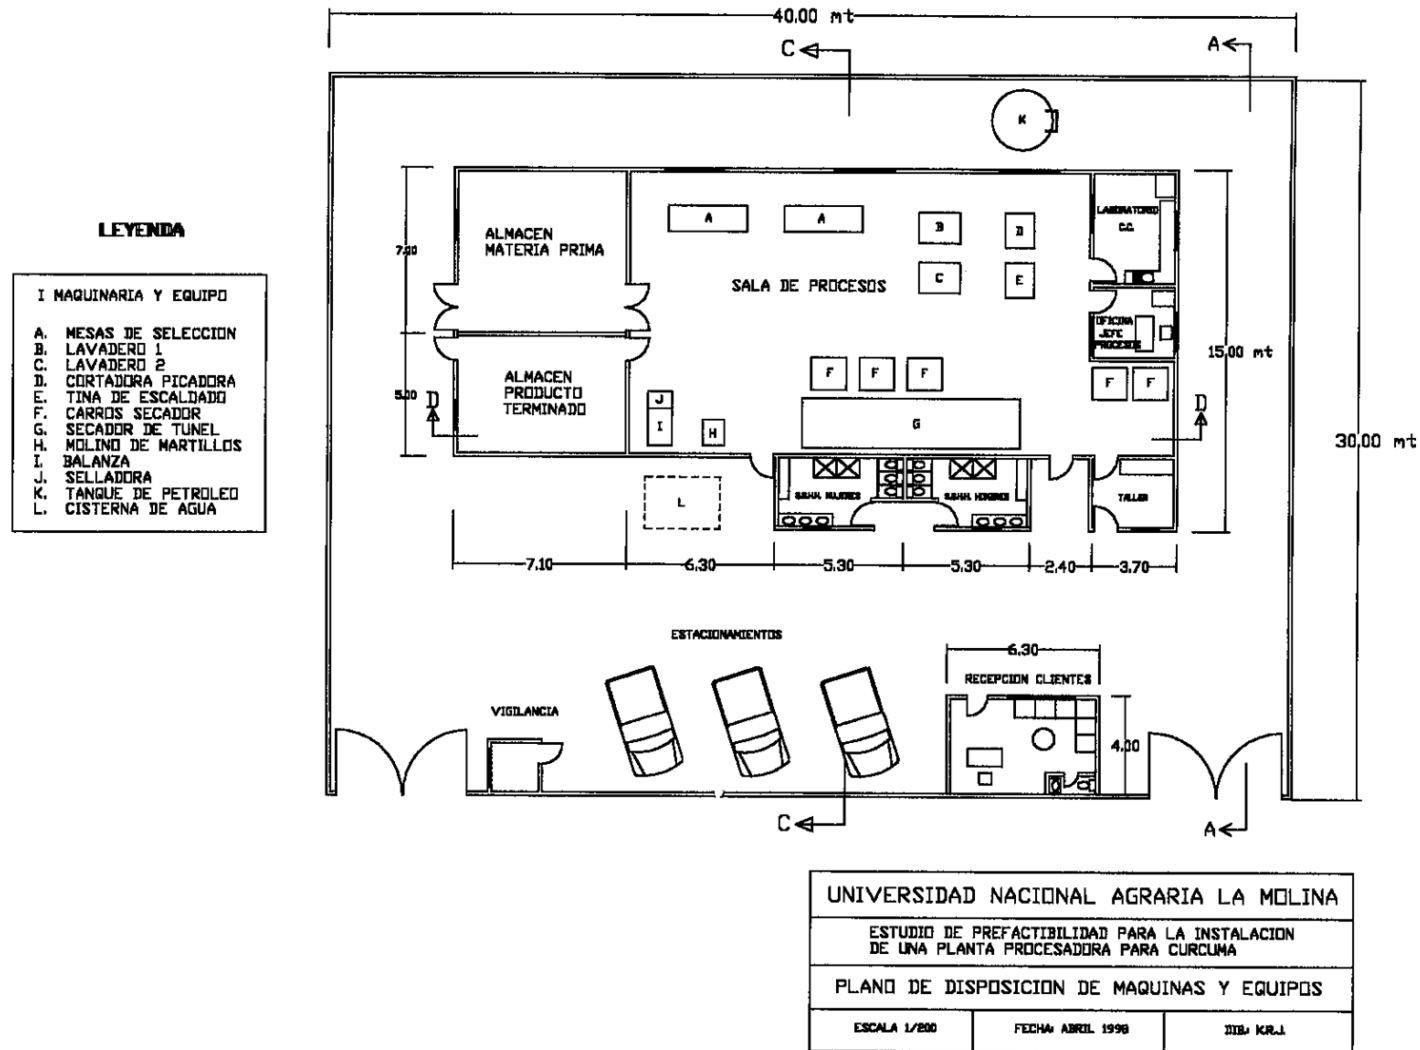 40.00 mt
C
A
K
LEYENDA
I MAQUINARIA Y EQUIPO
A. MESAS DE SELECCION
B. LAVADERO 1
C. LAVADERO 2
D. CORTADORA PICADORA
E. TINA DE ESCALDADO
F. CARROS SECADOR
G. SECADOR DE TUNEL
H. MOLINO DE MARTILLOS
I. BALANZA
J. SELLADORA
K. TANQUE DE PETROLEO
L. CISTERNA DE AGUA
7.00
ALMACEN
MATERIA PRIMA
A
A
B
D
LABORATORIO
C.C.
SALA DE PROCESOS
C
E
OFICINA
JEFE
PROCESOS
15.00 mt
5.00
D
ALMACEN
PRODUCTO
TERMINADO
F
F
F
F
F
J
I
H
G
D
30.00 mt
L
S.S.H.H. MUJERES
S.S.H.H. HOMBRES
TALLER
7.10
6.30
5.30
5.30
2.40
3.70
ESTACIONAMIENTOS
6.30
RECEPCION CLIENTES
VIGILANCIA
4.00
C
A
UNIVERSIDAD NACIONAL AGRARIA LA MOLINA
ESTUDIO DE PREFACTIBILIDAD PARA LA INSTALACION
DE UNA PLANTA PROCESADORA PARA CURCUMA
PLANO DE DISPOSICION DE MAQUINAS Y EQUIPOS
ESCALA 1/200
FECHA: ABRIL 1998
DIB: K.R.J.